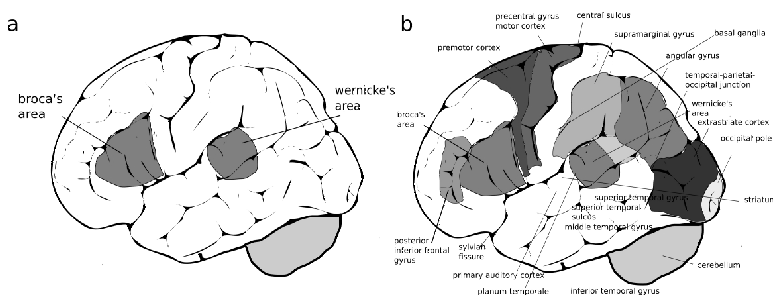 a
broca's
area
wernicke's
area
b
precentral gyrus
motor cortex
central sulcus
supramarginal gyrus
basal ganglia
premotor cortex
angular gyrus
temporal-parietal-
occipital junction
broca's
area
wernicke's
area
extrastriate cortex
occipital pole
superior temporal gyrus
striatum
superior temporal
sulcus
middle temporal gyrus
posterior
inferior frontal
gyrus
sylvian
fissure
cerebellum
primary auditory cortex
planum temporale
inferior temporal gyrus